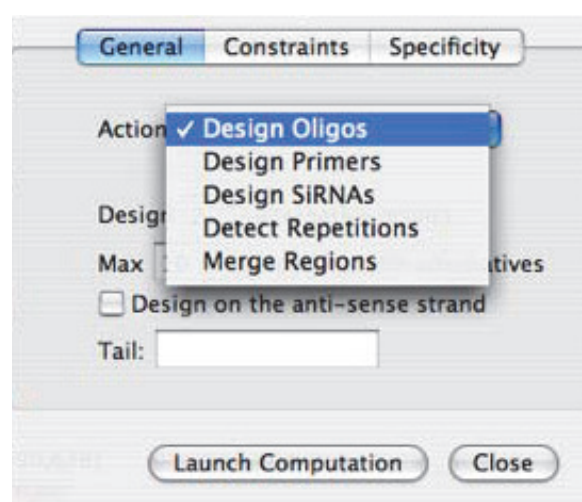 General Constraints Specificity
Action ✓ Design Oligos
Design Primers
Design SiRNAs
Detect Repetitions
Merge Regions
Design
Max tives
Design on the anti-sense strand
Tail:
Launch Computation Close